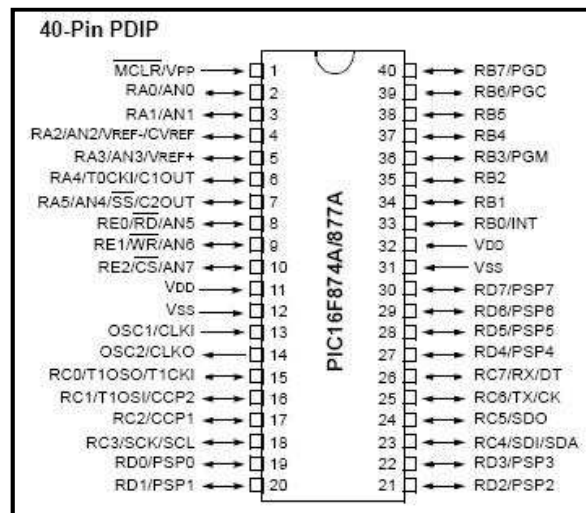 40-Pin PDIP
MCLR/VPP 1 40 RB7/PGD
RA0/AN0 2 39 RB6/PGC
RA1/AN1 3 38 RB5
RA2/AN2/VREF-/CVREF 4 37 RB4
RA3/AN3/VREF+ 5 36 RB3/PGM
RA4/T0CKI/C1OUT 6 35 RB2
RA5/AN4/SS/C2OUT 7 34 RB1
RE0/RD/AN5 8 33 RB0/INT
RE1/WR/AN6 9 32 VDD
RE2/CS/AN7 10 31 VSS
VDD 11 30 RD7/PSP7
VSS 12 29 RD6/PSP6
OSC1/CLKI 13 28 RD5/PSP5
OSC2/CLKO 14 27 RD4/PSP4
RC0/T1OSO/T1CKI 15 26 RC7/RX/DT
RC1/T1OSI/CCP2 16 25 RC6/TX/CK
RC2/CCP1 17 24 RC5/SDO
RC3/SCK/SCL 18 23 RC4/SDI/SDA
RD0/PSP0 19 22 RD3/PSP3
RD1/PSP1 20 21 RD2/PSP2
PIC16F874A/877A